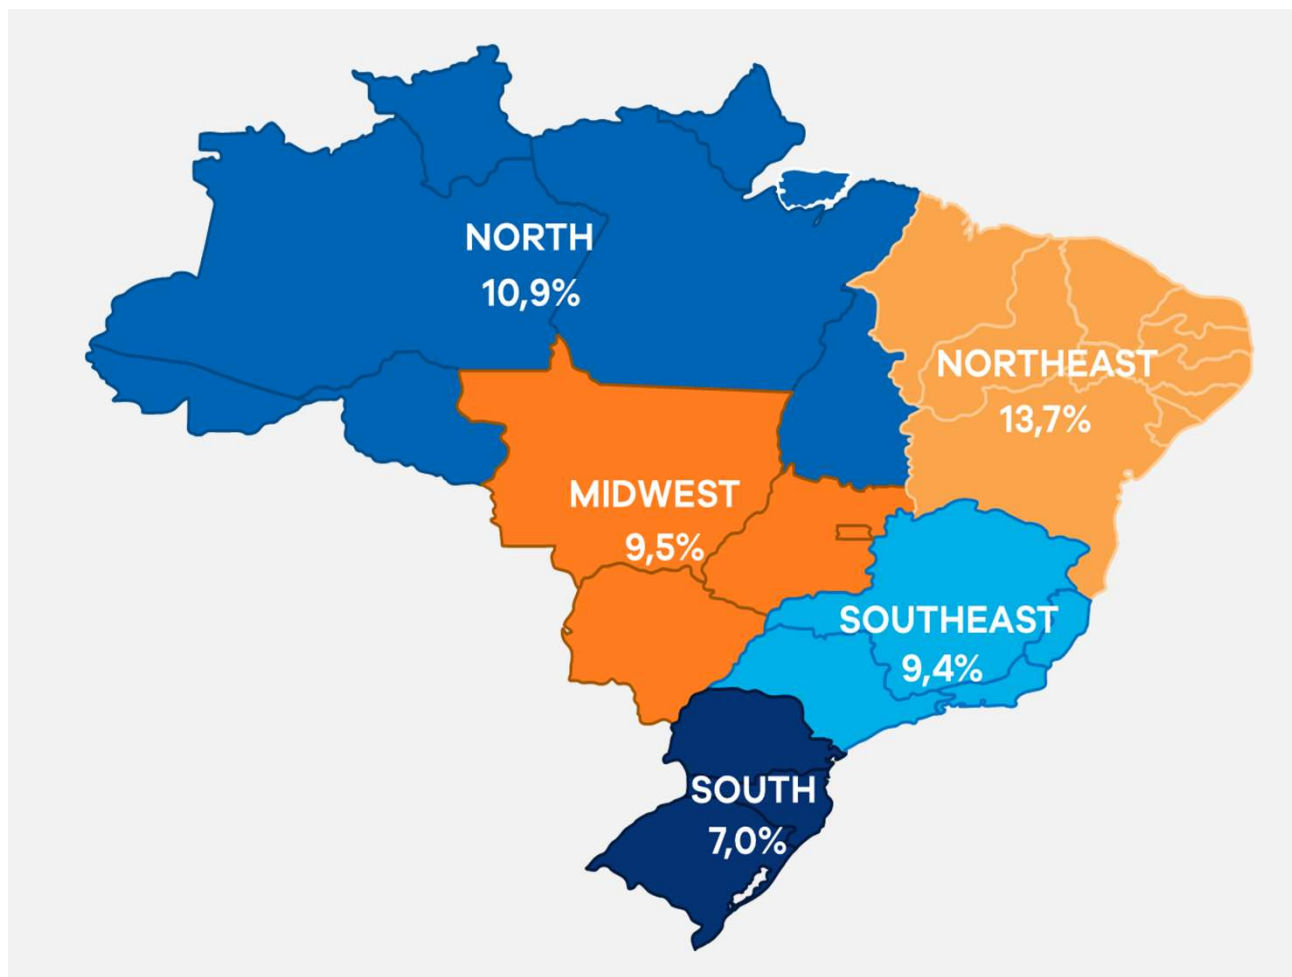 NORTH
10,9%
NORTHEAST
13,7%
MIDWEST
9,5%
SOUTHEAST
9,4%
SOUTH
7,0%